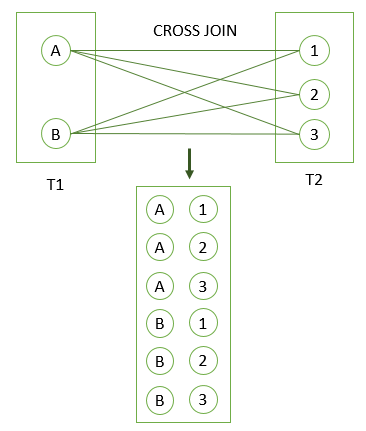 CROSS JOIN
A 1
2
B 3
T1 T2
A 1
A 2
A 3
B 1
B 2
B 3